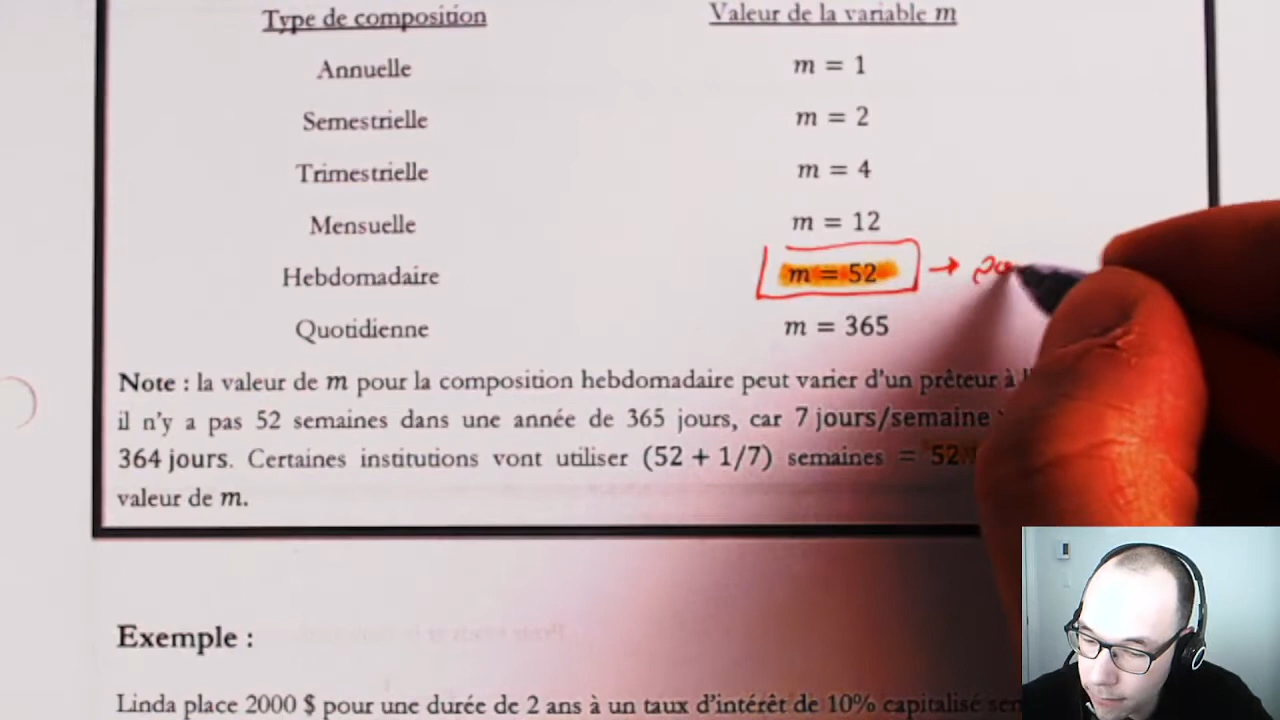 Type de composition Valeur de la variable m
Annuelle m = 1
Semestrielle m = 2
Trimestrielle m = 4
Mensuelle m = 12
Hebdomadaire m = 52 →
Quotidienne m = 365
Note : la valeur de m pour la composition hebdomadaire peut varier d'un prêteur à
il n'y a pas 52 semaines dans une année de 365 jours, car 7 jours/semaine
364 jours. Certaines institutions vont utiliser (52 + 1/7) semaines = 52
valeur de m.
Exemple :
Linda place 2000 $ pour une durée de 2 ans à un taux d'intérêt de 10% capitalisé